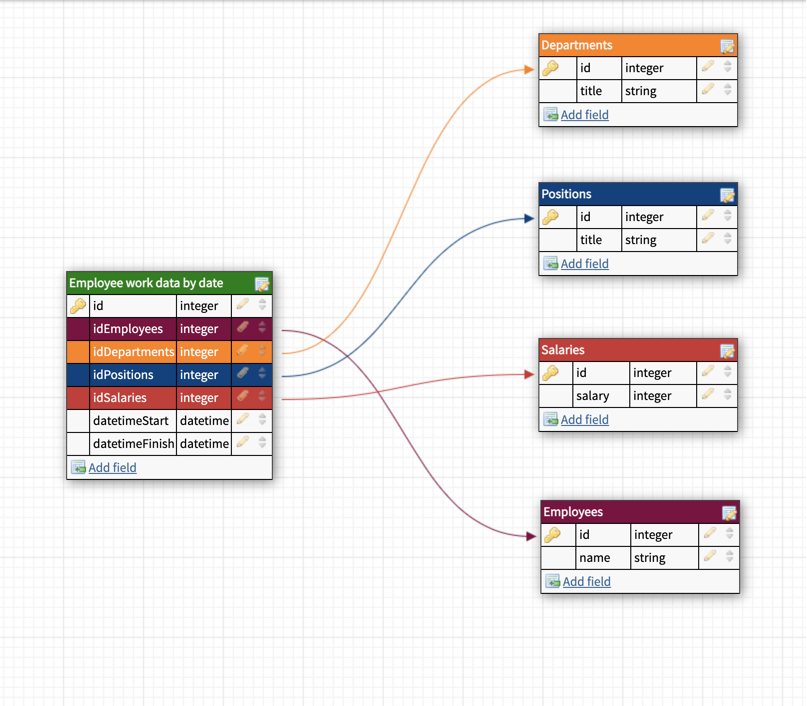 Departments
id integer
title string
Add field
Positions
id integer
title string
Add field
Employee work data by date
id integer
idEmployees integer
idDepartments integer
idPositions integer
idSalaries integer
datetimeStart datetime
datetimeFinish datetime
Add field
Salaries
id integer
salary integer
Add field
Employees
id integer
name string
Add field